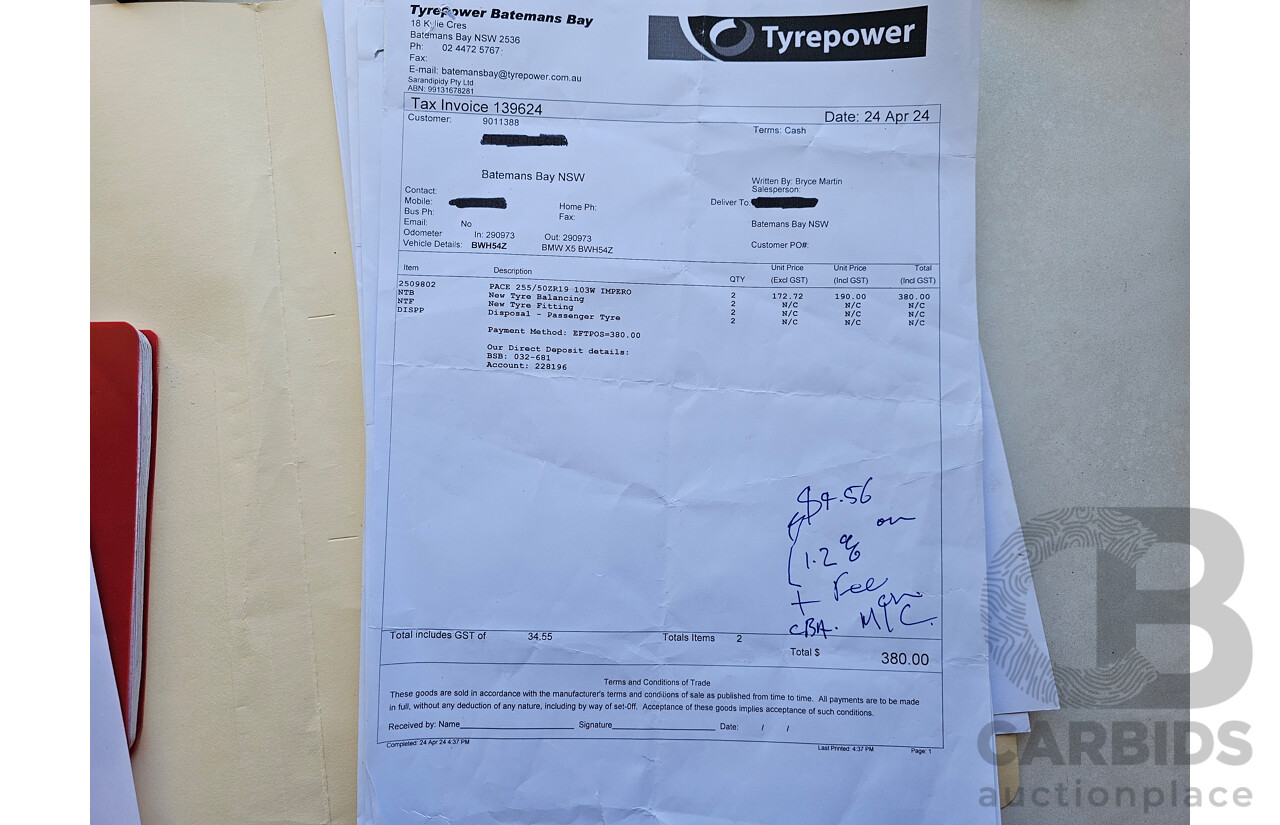 Tyrepower Batemans Bay
18 Kylie Cres
Batemans Bay NSW 2536
Ph: 02 4472 5767
Fax:
E-mail: batemansbay@tyrepower.com.au
Sarandipidy Pty Ltd
ABN: 99131678281
Tyrepower
Tax Invoice 139624 Date: 24 Apr 24
Customer: 9011388 Terms: Cash
Batemans Bay NSW
Written By: Bryce Martin
Salesperson:
Contact:
Mobile: Home Ph: Deliver To:
Bus Ph: Fax:
Email: No Batemans Bay NSW
Odometer In: 290973 Out: 290973
Vehicle Details: BWH54Z BMW X5 BWH54Z Customer PO#:
Item Description QTY Unit Price (Excl GST) Unit Price (Incl GST) Total (Incl GST)
2509802 PACE 255/50ZR19 103W IMPERO 2 172.72 190.00 380.00
NTB New Tyre Balancing 2 N/C N/C N/C
NTF New Tyre Fitting 2 N/C N/C N/C
DISPP Disposal - Passenger Tyre 2 N/C N/C N/C
Payment Method: EFTPOS=380.00
Our Direct Deposit details:
BSB: 032-681
Account: 228196
$4.56
on
1.2%
+ Fee
on
CBA. M/C.
Total includes GST of 34.55 Totals Items 2
Total $ 380.00
Terms and Conditions of Trade
These goods are sold in accordance with the manufacturer's terms and conditions of sale as published from time to time. All payments are to be made
in full, without any deduction of any nature, including by way of set-Off. Acceptance of these goods implies acceptance of such conditions.
Received by: Name Signature Date: / /
Completed: 24 Apr 24 4:37 PM Last Printed: 4:37 PM Page: 1
CB
CARBIDS
auctionplace